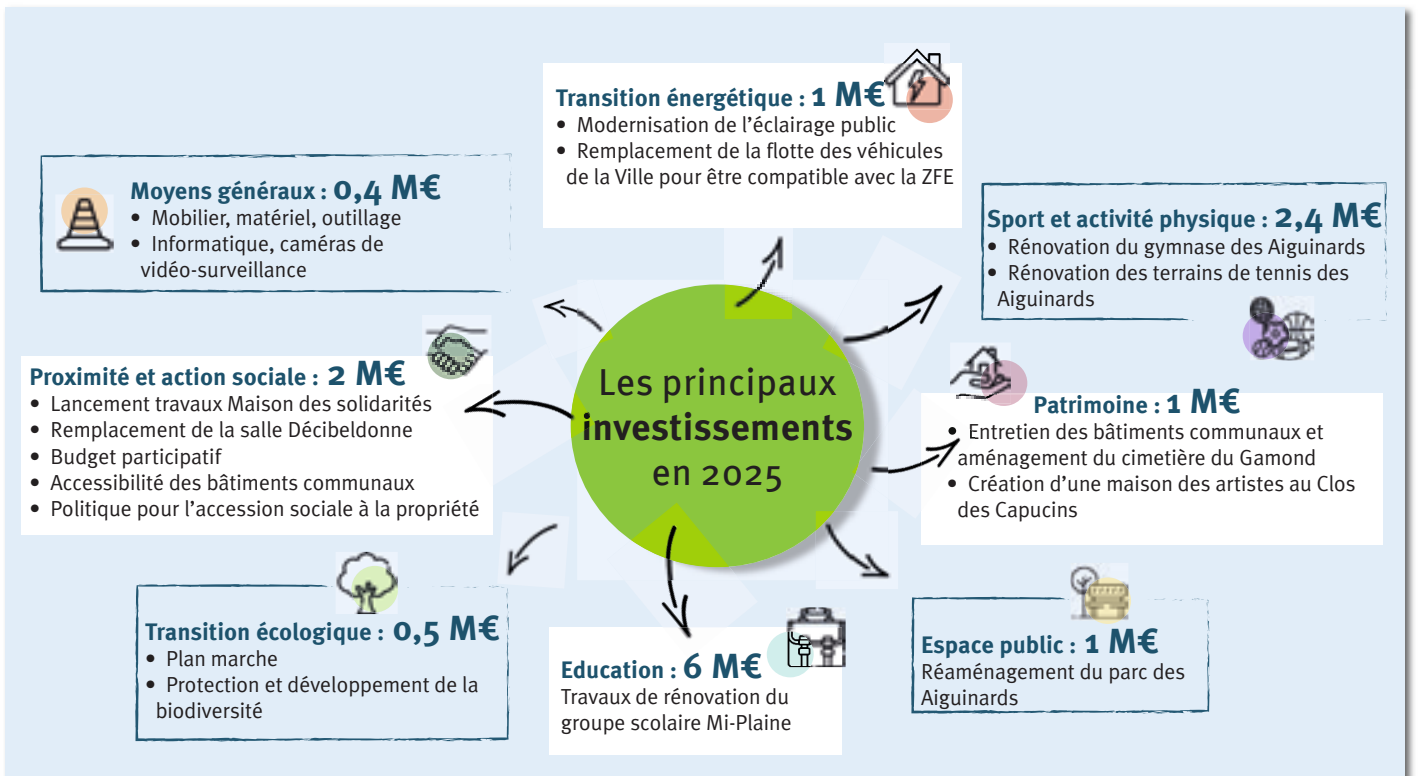 Transition énergétique : 1 M€
• Modernisation de l'éclairage public
• Remplacement de la flotte des véhicules
de la Ville pour être compatible avec la ZFE
Moyens généraux : 0,4 M€
• Mobilier, matériel, outillage
• Informatique, caméras de
vidéo-surveillance
Sport et activité physique : 2,4 M€
• Rénovation du gymnase des Aiguinards
• Rénovation des terrains de tennis des
Aiguinards
Proximité et action sociale : 2 M€
• Lancement travaux Maison des solidarités
• Remplacement de la salle Décibeldonne
• Budget participatif
• Accessibilité des bâtiments communaux
• Politique pour l'accession sociale à la propriété
Les principaux
investissements
en 2025
Patrimoine : 1 M€
• Entretien des bâtiments communaux et
aménagement du cimetière du Gamond
• Création d'une maison des artistes au Clos
des Capucins
Transition écologique : 0,5 M€
• Plan marche
• Protection et développement de la
biodiversité
Education : 6 M€
Travaux de rénovation du
groupe scolaire Mi-Plaine
Espace public : 1 M€
Réaménagement du parc des
Aiguinards